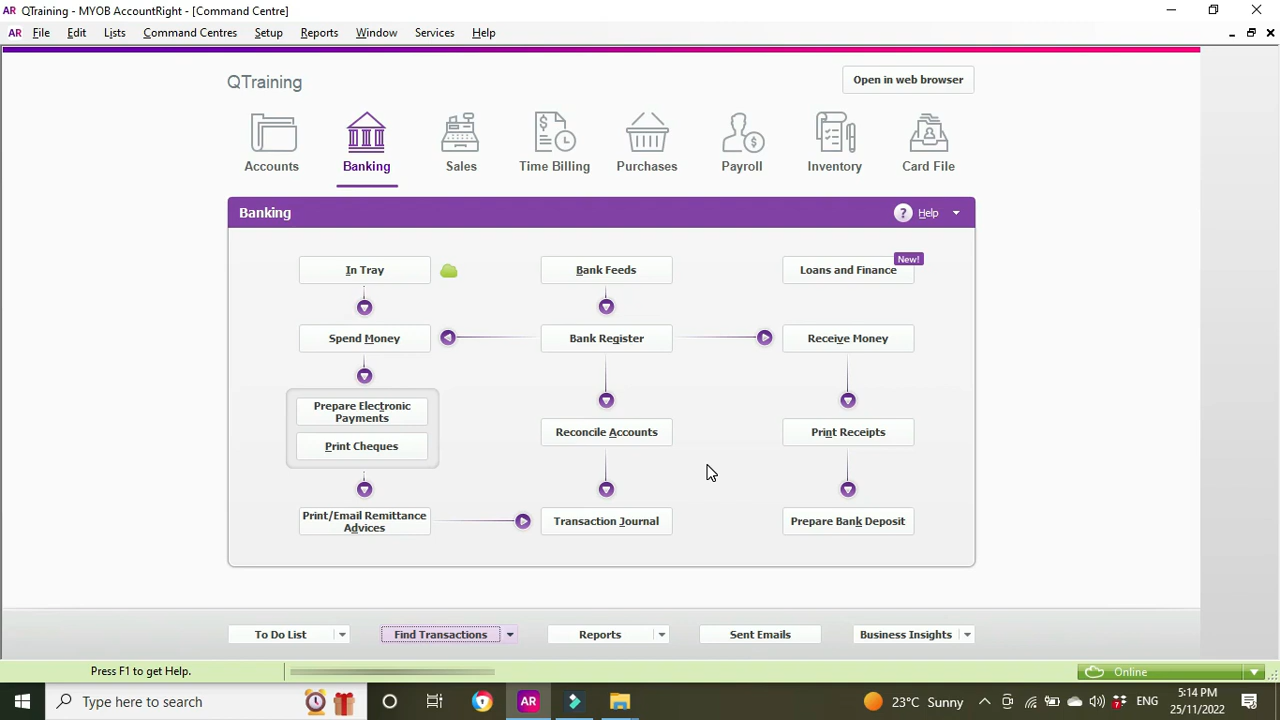 AR QTraining - MYOB AccountRight - [Command Centre]
AR File Edit Lists Command Centres Setup Reports Window Services Help
QTraining
Open in web browser
Accounts Banking Sales Time Billing Purchases Payroll Inventory Card File
Banking
? Help
New!
In Tray Bank Feeds Loans and Finance
Spend Money Bank Register Receive Money
Prepare Electronic
Payments
Print Cheques
Reconcile Accounts Print Receipts
Print/Email Remittance
Advices
Transaction Journal Prepare Bank Deposit
To Do List Find Transactions Reports Sent Emails Business Insights
Press F1 to get Help. Online
Type here to search AR 23°C Sunny ENG
5:14 PM
25/11/2022